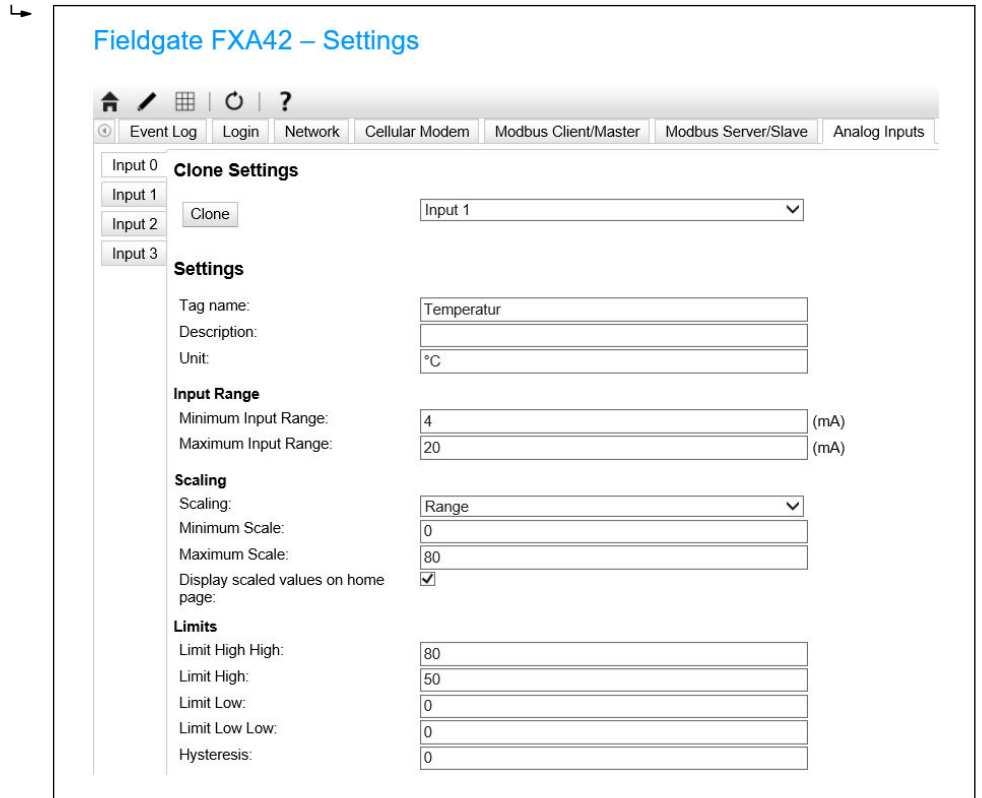 Fieldgate FXA42 – Settings
?
Event Log Login Network Cellular Modem Modbus Client/Master Modbus Server/Slave Analog Inputs
Input 0
Input 1
Input 2
Input 3
Clone Settings
Clone Input 1
Settings
Tag name: Temperatur
Description:
Unit: °C
Input Range
Minimum Input Range: 4 (mA)
Maximum Input Range: 20 (mA)
Scaling
Scaling: Range
Minimum Scale: 0
Maximum Scale: 80
Display scaled values on home
page:
Limits
Limit High High: 80
Limit High: 50
Limit Low: 0
Limit Low Low: 0
Hysteresis: 0